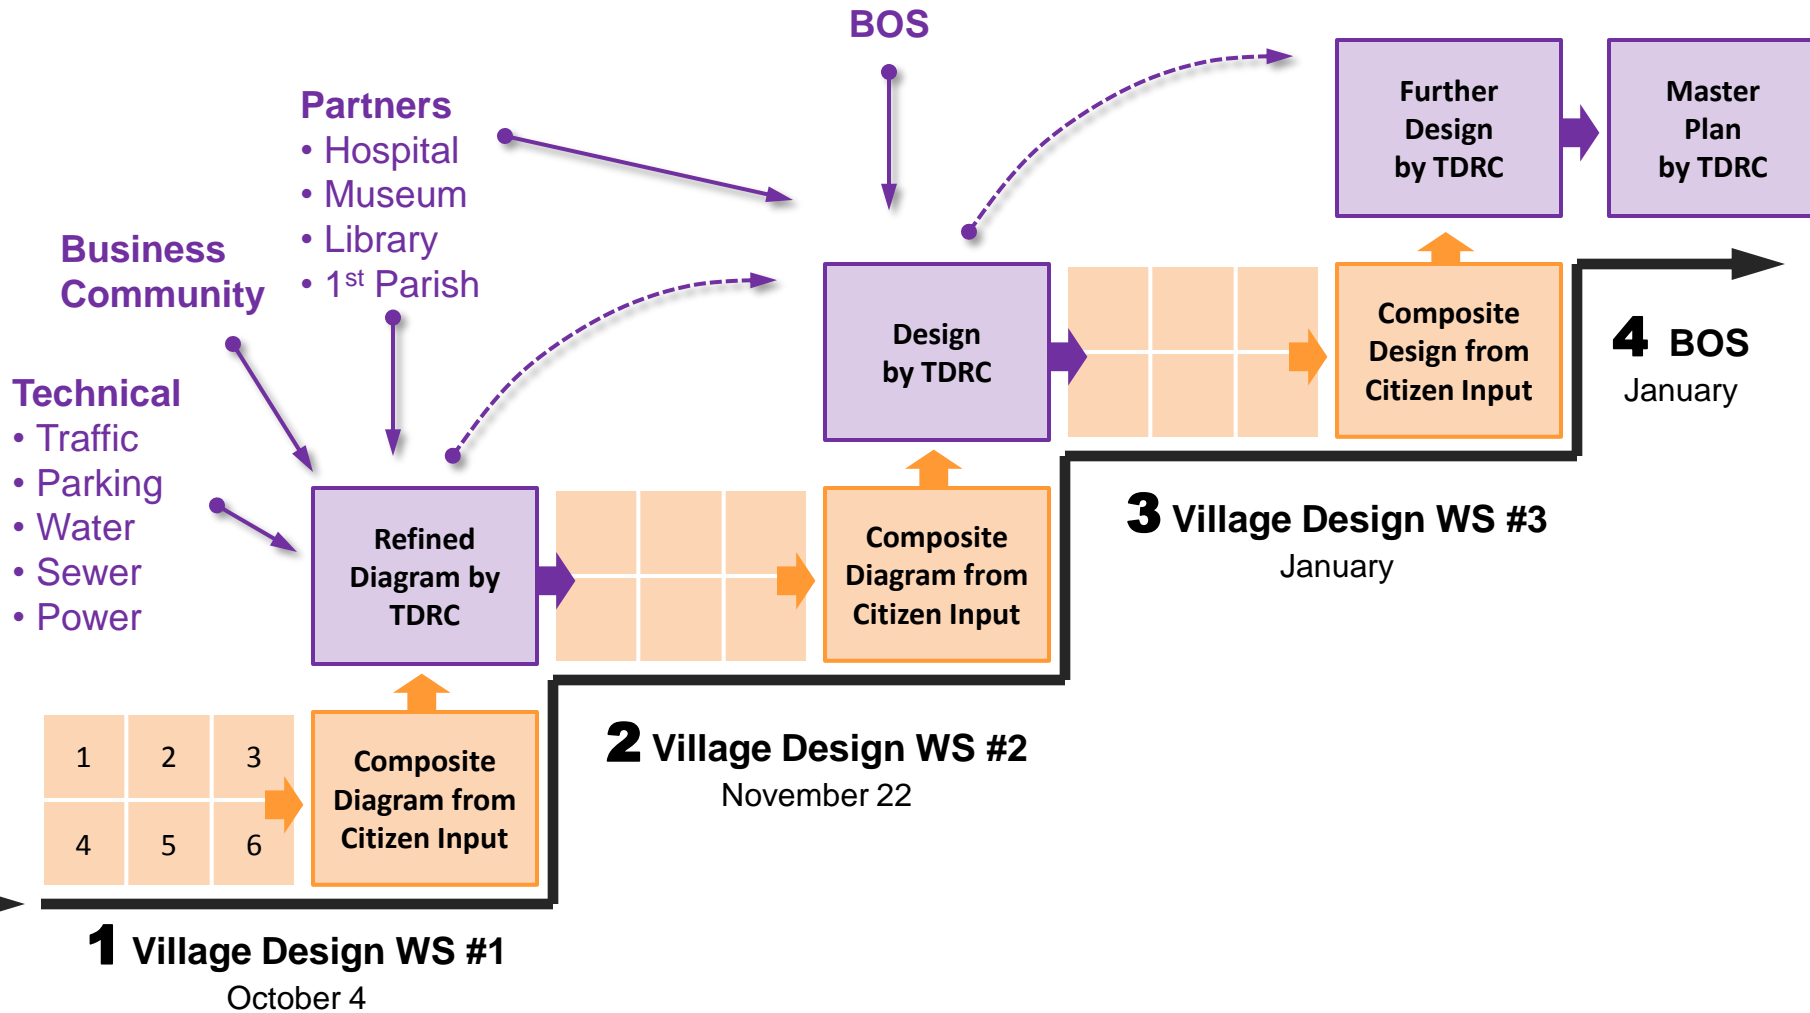 BOS
Partners
• Hospital
• Museum
• Library
• 1st Parish
Business
Community
Technical
• Traffic
• Parking
• Water
• Sewer
• Power
Further
Design
by TDRC
Master
Plan
by TDRC
Design
by TDRC
Composite
Design from
Citizen Input
4 BOS
January
Refined
Diagram by
TDRC
Composite
Diagram from
Citizen Input
3 Village Design WS #3
January
1 2 3
4 5 6
Composite
Diagram from
Citizen Input
2 Village Design WS #2
November 22
1 Village Design WS #1
October 4